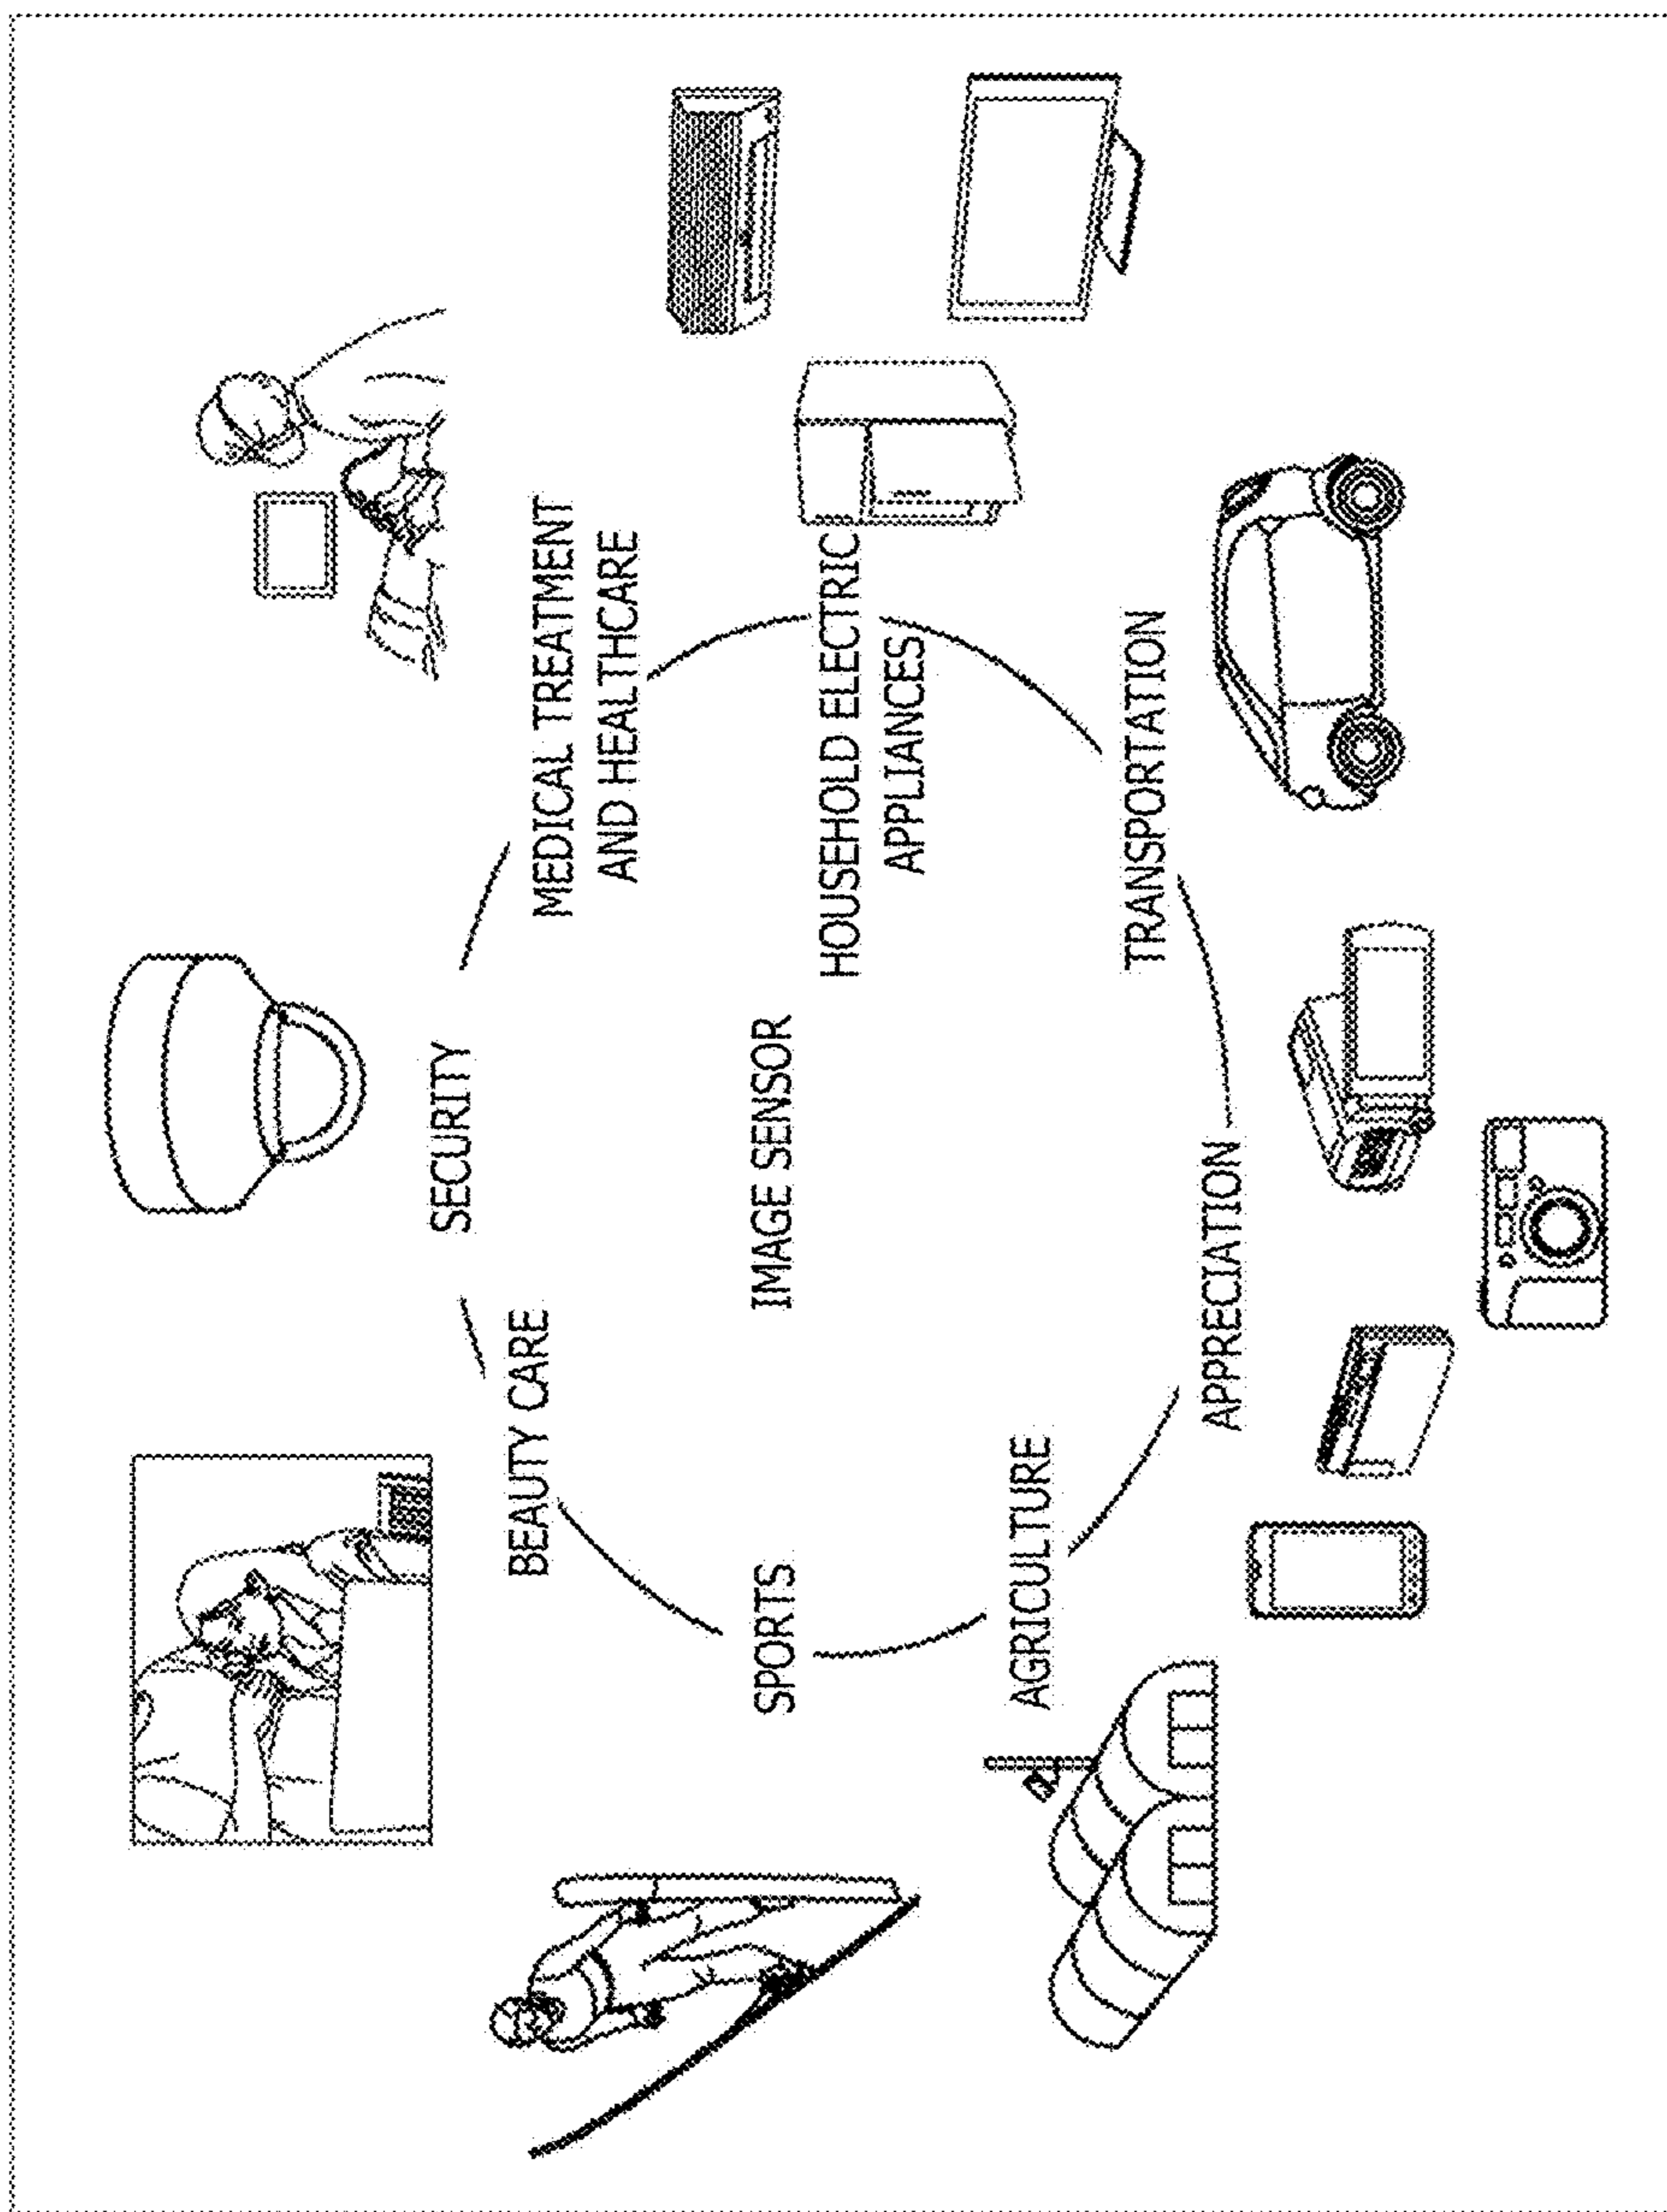 SECURITY
BEAUTY CARE
MEDICAL TREATMENT
AND HEALTHCARE
IMAGE SENSOR
SPORTS
HOUSEHOLD ELECTRIC
APPLIANCES
AGRICULTURE
TRANSPORTATION
APPRECIATION